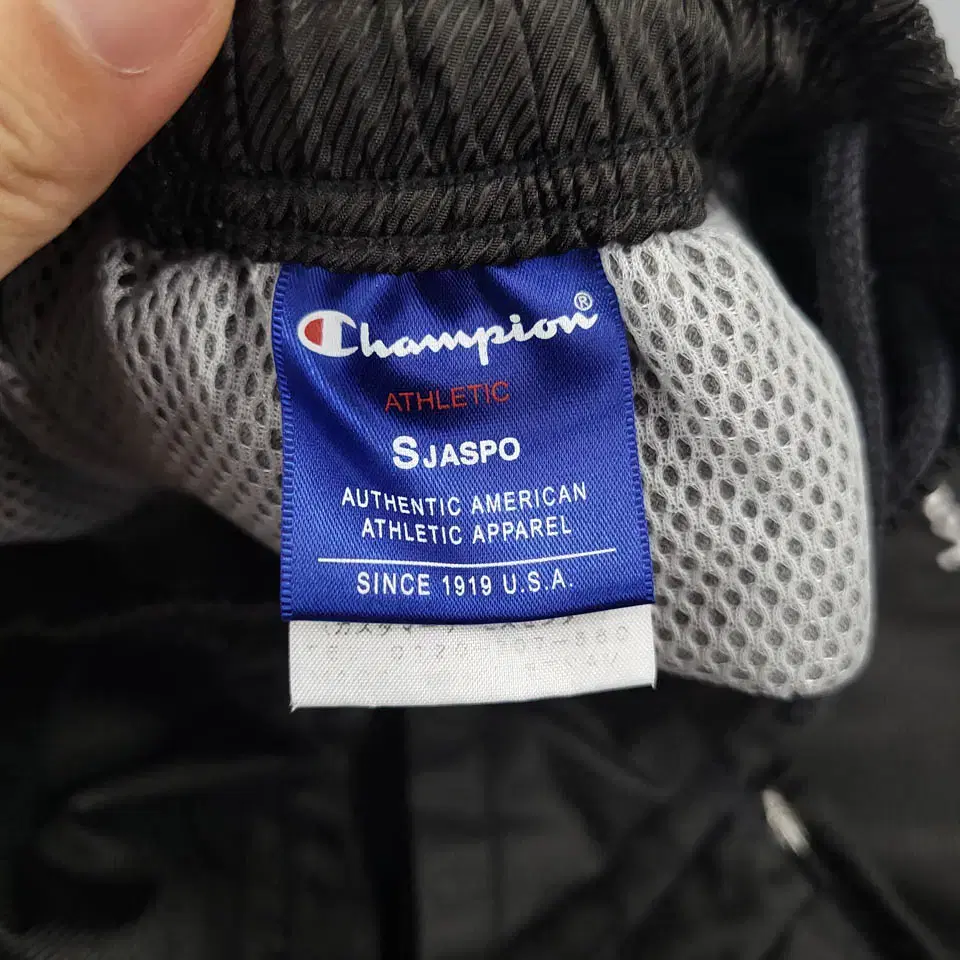 Champion®
ATHLETIC
SJASPO
AUTHENTIC AMERICAN
ATHLETIC APPAREL
SINCE 1919 U.S.A.